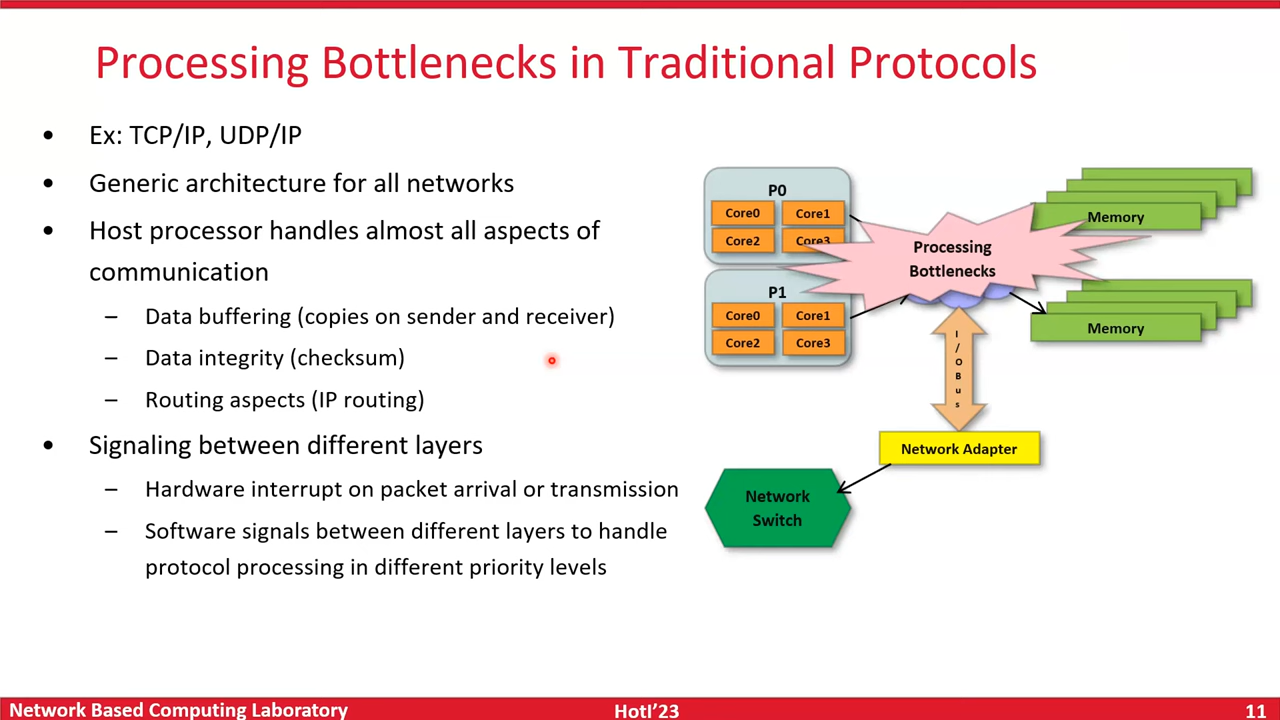 Processing Bottlenecks in Traditional Protocols
• Ex: TCP/IP, UDP/IP
• Generic architecture for all networks
• Host processor handles almost all aspects of
communication
– Data buffering (copies on sender and receiver)
– Data integrity (checksum)
– Routing aspects (IP routing)
• Signaling between different layers
– Hardware interrupt on packet arrival or transmission
– Software signals between different layers to handle
protocol processing in different priority levels
P0
Core0 Core1
Core2 Core3
P1
Core0 Core1
Core2 Core3
Processing
Bottlenecks
Memory
Memory
I
/
O
B
u
s
Network Adapter
Network
Switch
Network Based Computing Laboratory
HotI’23
11